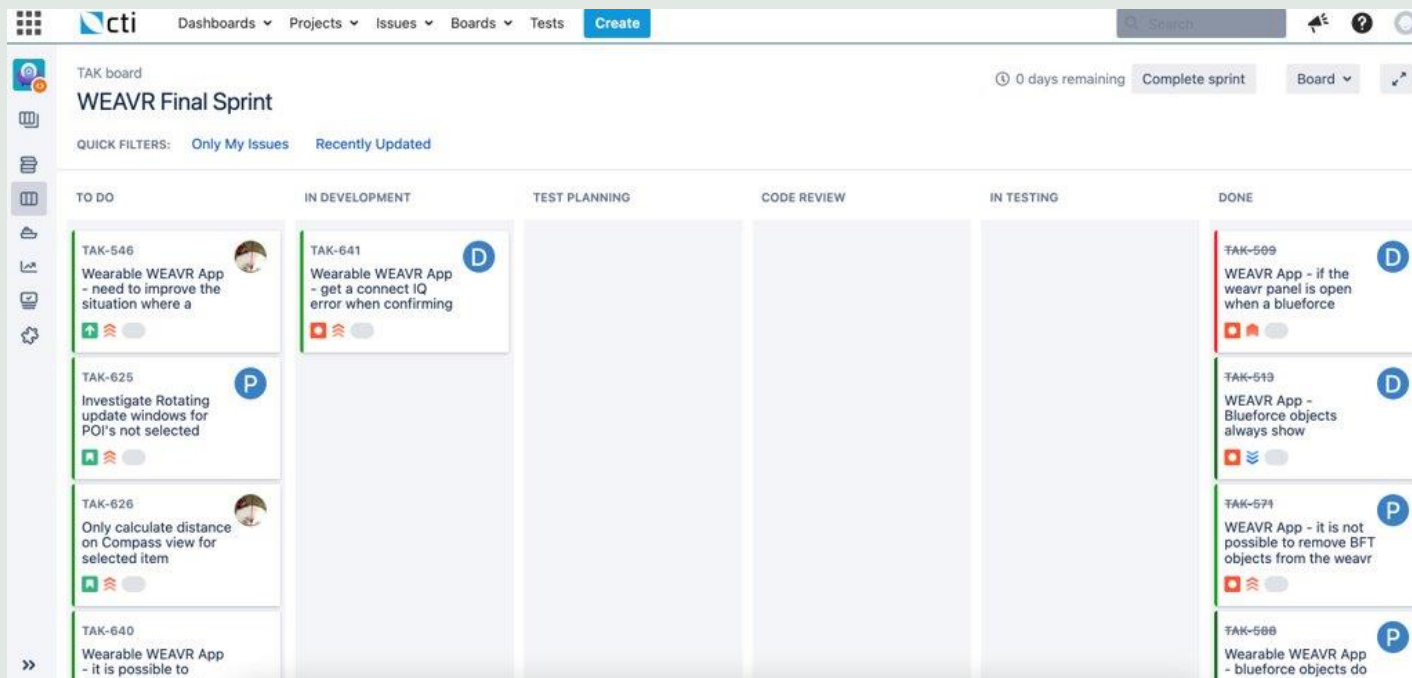 cti Dashboards Projects Issues Boards Tests Create Search
TAK board
WEAVR Final Sprint
0 days remaining Complete sprint Board
QUICK FILTERS: Only My Issues Recently Updated
TO DO IN DEVELOPMENT TEST PLANNING CODE REVIEW IN TESTING DONE
TAK-546
Wearable WEAVR App
- need to improve the
situation where a
TAK-625
P
Investigate Rotating
update windows for
POI's not selected
TAK-626
Only calculate distance
on Compass view for
selected item
TAK-640
Wearable WEAVR App
- it is possible to
TAK-641
D
Wearable WEAVR App
- get a connect IQ
error when confirming
TAK-509
D
WEAVR App - if the
weavr panel is open
when a blueforce
TAK-513
D
WEAVR App -
Blueforce objects
always show
TAK-571
P
WEAVR App - it is not
possible to remove BFT
objects from the weavr
TAK-588
P
Wearable WEAVR App
- blueforce objects do